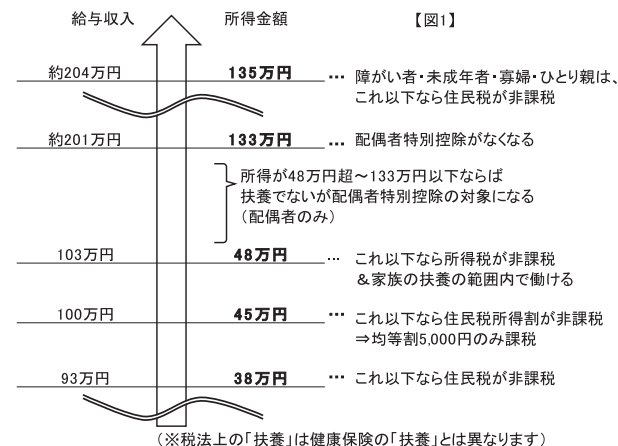 給与収入 所得金額 【図1】
約204万円 135万円 … 障がい者・未成年者・寡婦・ひとり親は、
これ以下なら住民税が非課税
約201万円 133万円 … 配偶者特別控除がなくなる
所得が48万円超～133万円以下ならば
扶養でないが配偶者特別控除の対象になる
(配偶者のみ)
103万円 48万円 … これ以下なら所得税が非課税
＆家族の扶養の範囲内で働ける
100万円 45万円 … これ以下なら住民税所得割が非課税
⇒均等割5,000円のみ課税
93万円 38万円 … これ以下なら住民税が非課税
(※税法上の「扶養」は健康保険の「扶養」とは異なります)